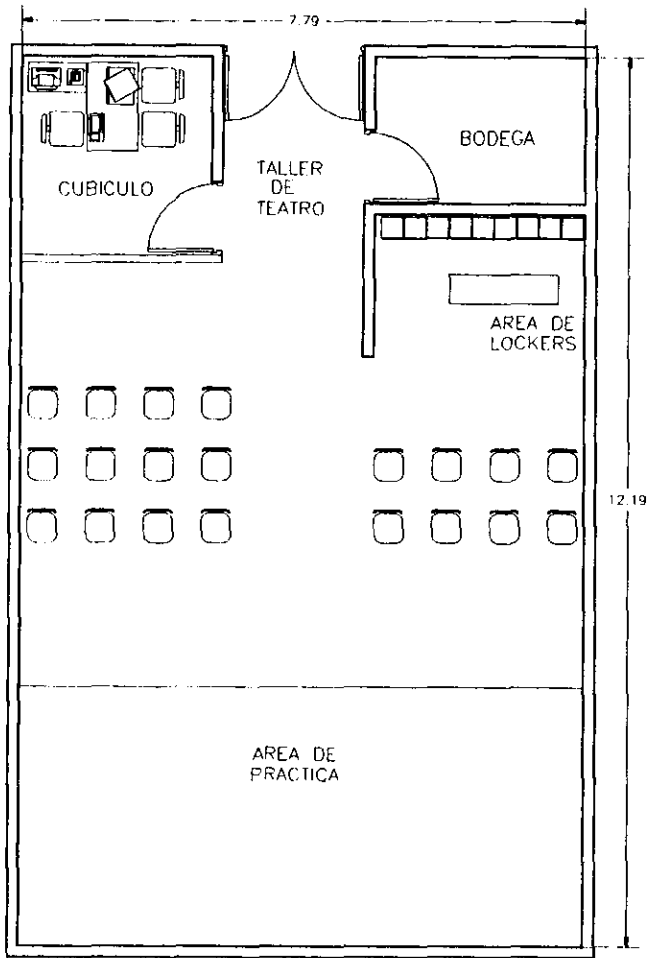 7.79
BODEGA
TALLER
DE
TEATRO
CUBICULO
AREA DE
LOCKERS
12.19
AREA DE
PRACTICA